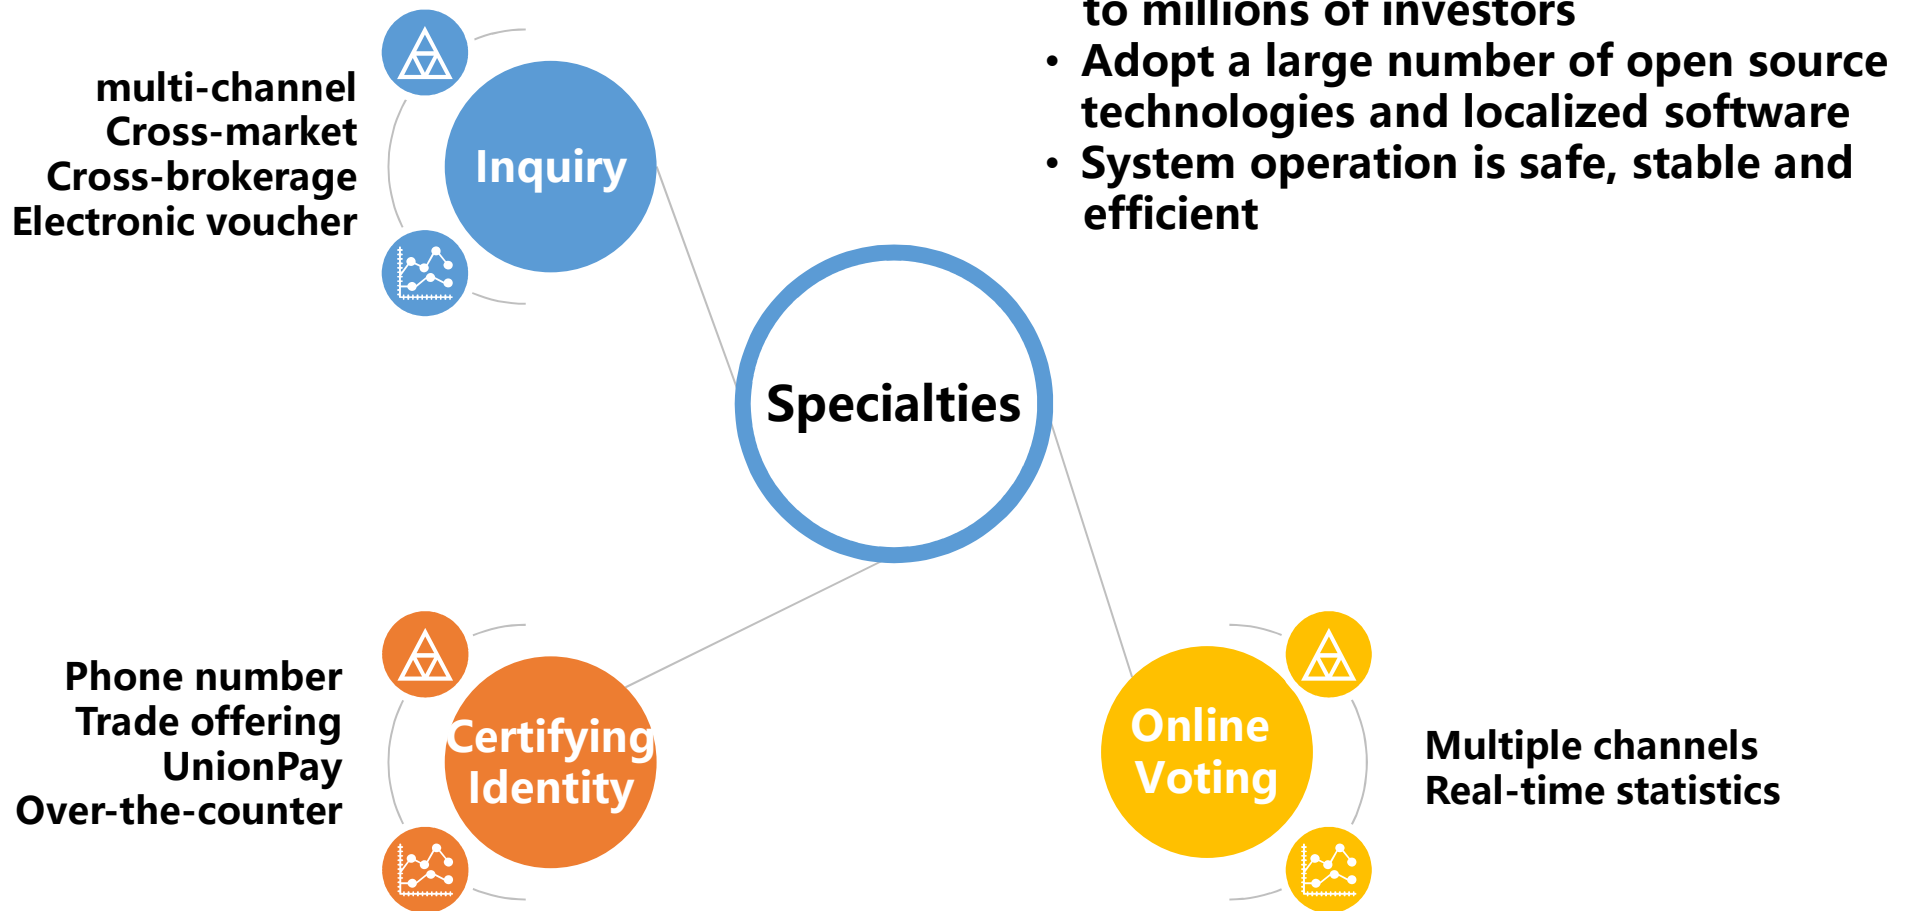 to millions of investors
• Adopt a large number of open source
technologies and localized software
• System operation is safe, stable and
efficient
multi-channel
Cross-market
Cross-brokerage
Electronic voucher
Inquiry
Specialties
Phone number
Trade offering
UnionPay
Over-the-counter
Certifying
Identity
Online
Voting
Multiple channels
Real-time statistics